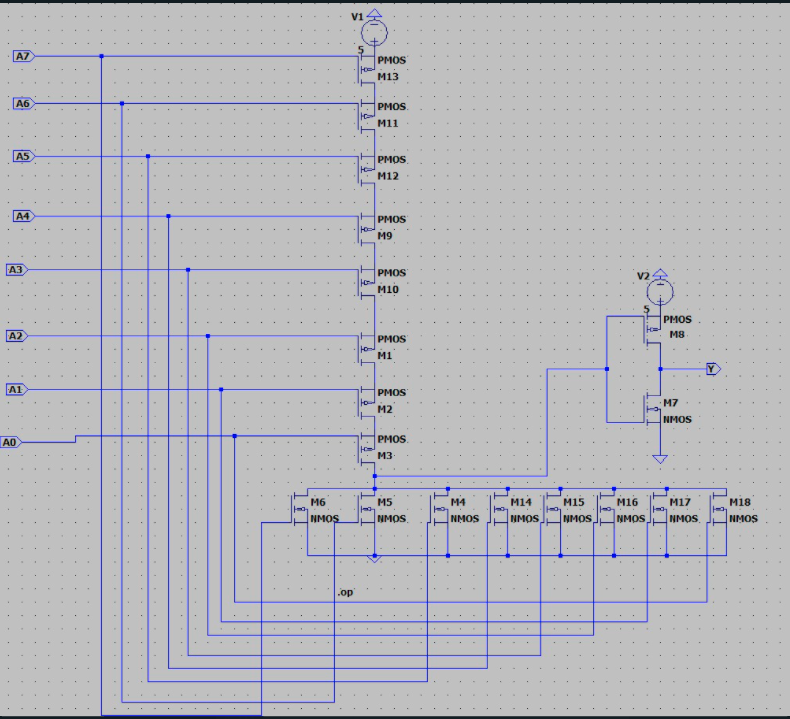 V1
5
A7
PMOS
M13
A6
PMOS
M11
A5
PMOS
M12
A4
PMOS
M9
A3
PMOS
M10
V2
5
PMOS
M8
A2
PMOS
M1
Y
A1
PMOS
M2
M7
NMOS
A0
PMOS
M3
M6 M5 M4 M14 M15 M16 M17 M18
NMOS NMOS NMOS NMOS NMOS NMOS NMOS NMOS
.op